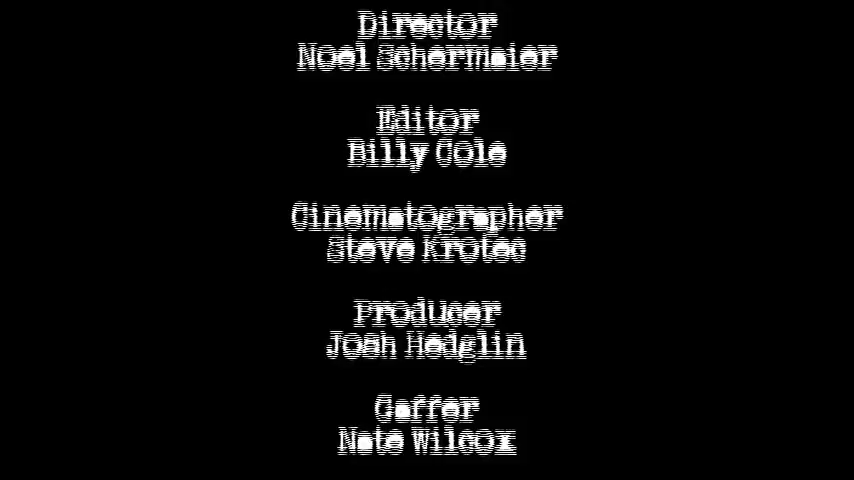 Director
Noel Schermaier
Editor
Billy Cole
Cinematographer
Steve Krotec
Producer
Josh Hedglin
Gaffer
Nate Wilcox